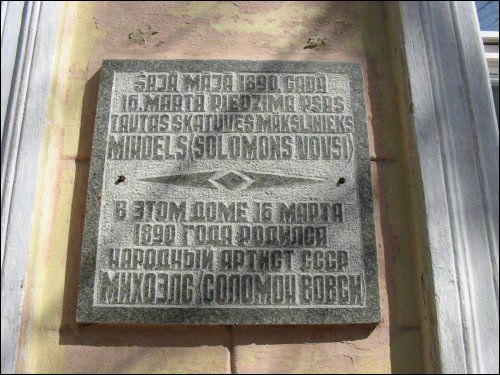 ŠAJĀ MĀJĀ 1890. GADA
16. MARTĀ PIEDZIMA PSRS
TAUTAS SKATUVES MĀKSLINIEKS
MIHOELS (SOLOMONS VOVSI)
В ЭТОМ ДОМЕ 16 МАРТА
1890 ГОДА РОДИЛСЯ
НАРОДНЫЙ АРТИСТ СССР
МИХОЭЛС (СОЛОМОН ВОВСИ)